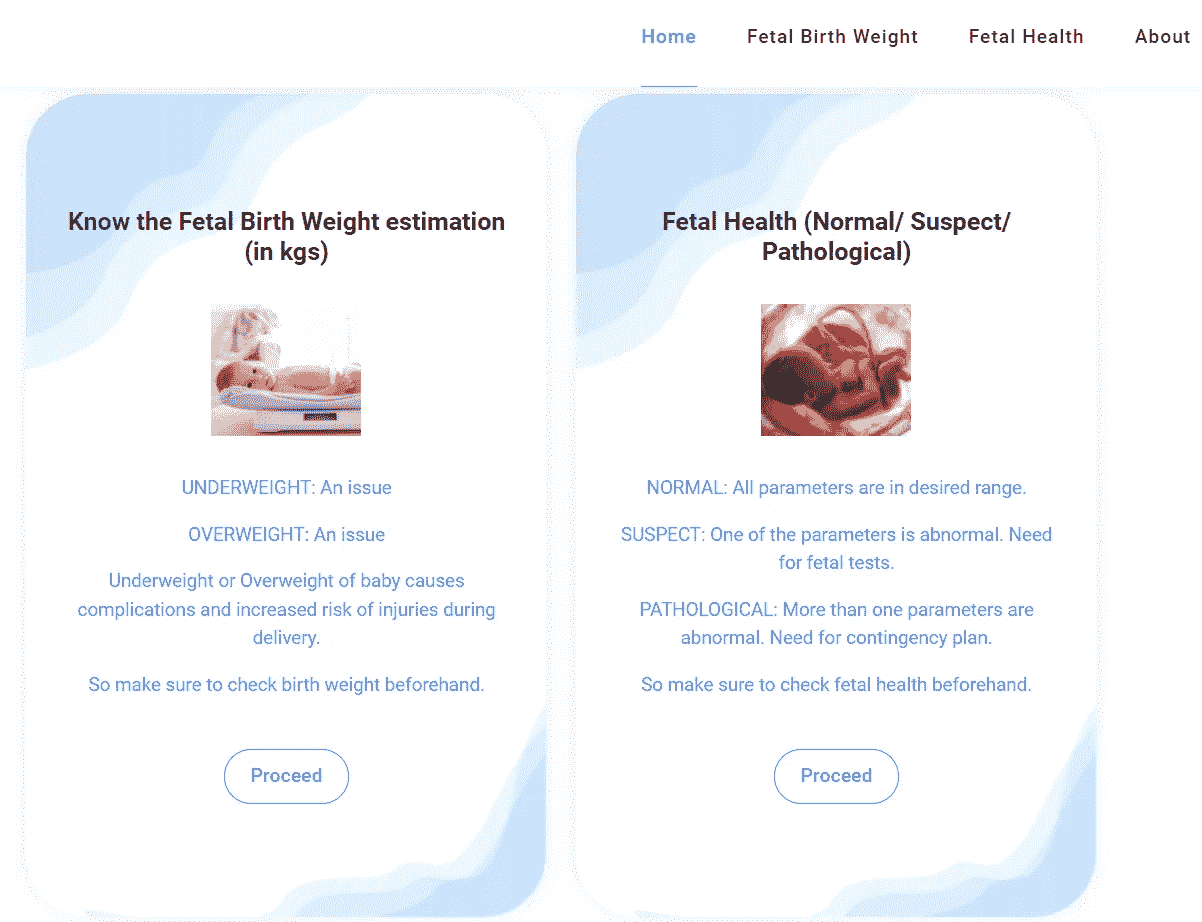 Home Fetal Birth Weight Fetal Health About
Know the Fetal Birth Weight estimation
(in kgs)
UNDERWEIGHT: An issue
OVERWEIGHT: An issue
Underweight or Overweight of baby causes
complications and increased risk of injuries during
delivery.
So make sure to check birth weight beforehand.
Proceed
Fetal Health (Normal/ Suspect/
Pathological)
NORMAL: All parameters are in desired range.
SUSPECT: One of the parameters is abnormal. Need
for fetal tests.
PATHOLOGICAL: More than one parameters are
abnormal. Need for contingency plan.
So make sure to check fetal health beforehand.
Proceed